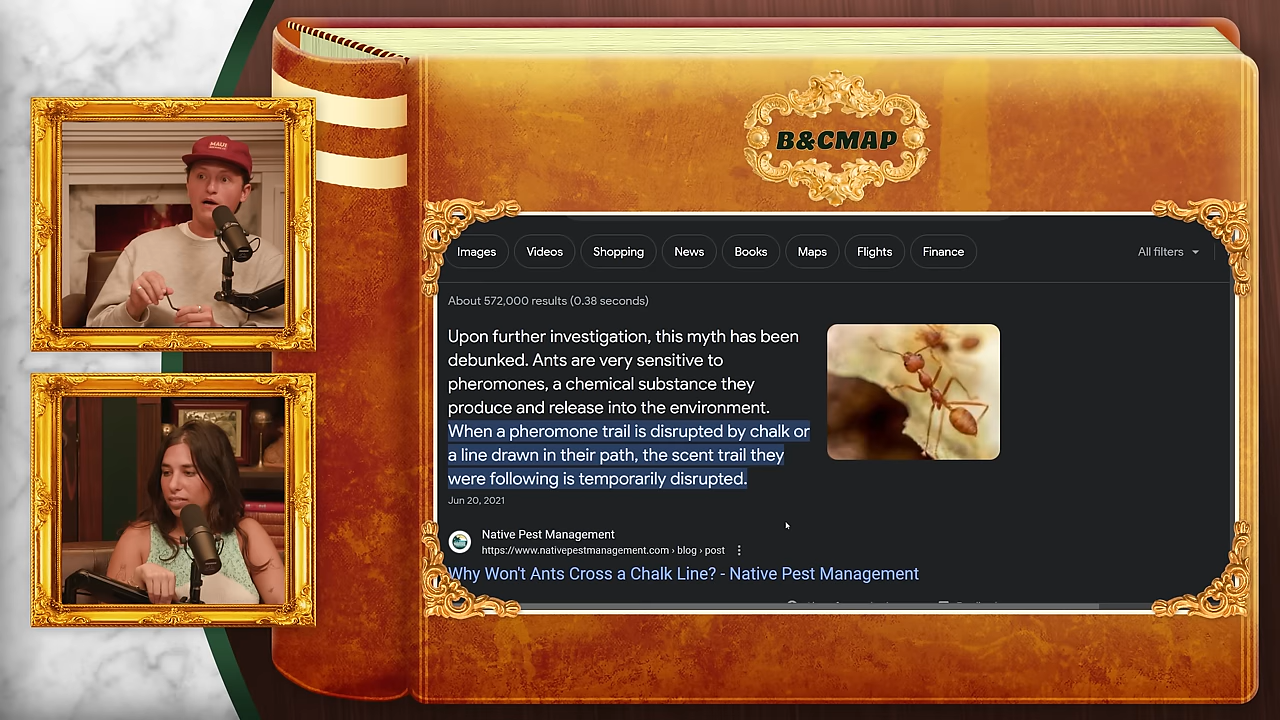 B&CMAP
MAUI
Images
Videos
Shopping
News
Books
Maps
Flights
Finance
All filters
About 572,000 results (0.38 seconds)
Upon further investigation, this myth has been
debunked. Ants are very sensitive to
pheromones, a chemical substance they
produce and release into the environment.
When a pheromone trail is disrupted by chalk or
a line drawn in their path, the scent trail they
were following is temporarily disrupted.
Jun 20, 2021
Native Pest Management
https://www.nativepestmanagement.com › blog › post
Why Won't Ants Cross a Chalk Line? - Native Pest Management